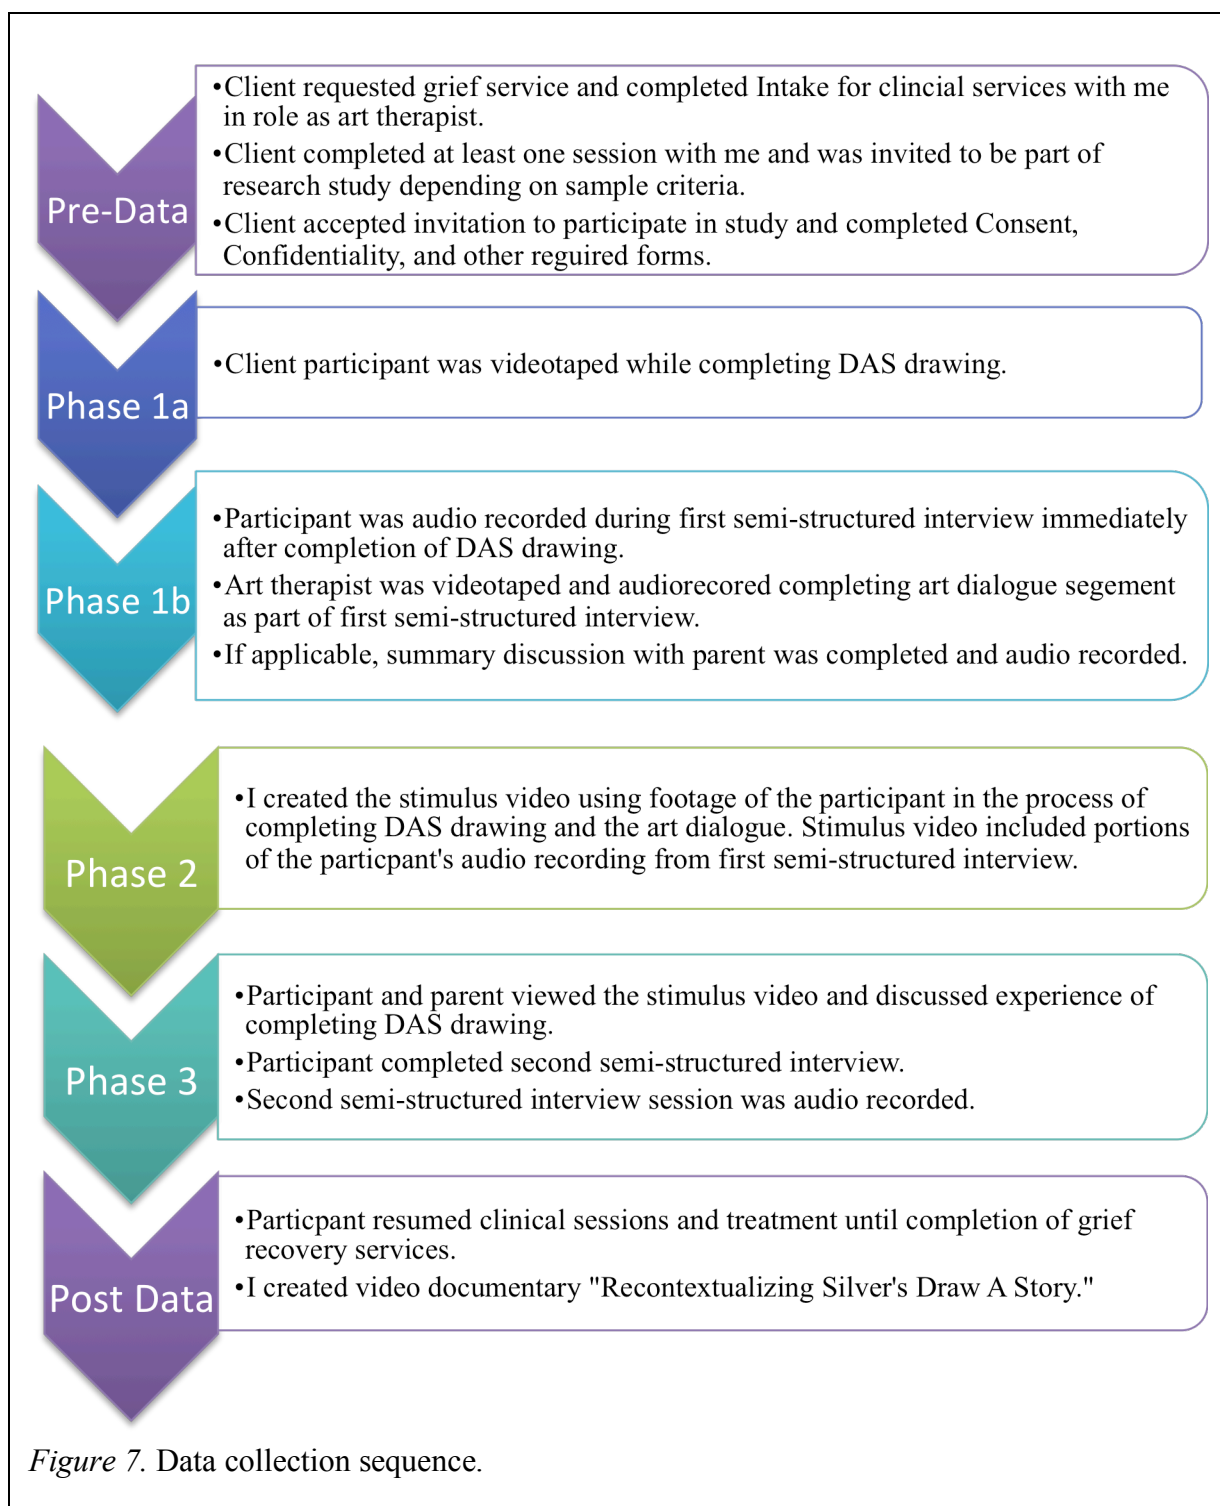 Pre-Data
•Client requested grief service and completed Intake for clincial services with me
in role as art therapist.
•Client completed at least one session with me and was invited to be part of
research study depending on sample criteria.
•Client accepted invitation to participate in study and completed Consent,
Confidentiality, and other reguired forms.
Phase 1a
•Client participant was videotaped while completing DAS drawing.
Phase 1b
•Participant was audio recorded during first semi-structured interview immediately
after completion of DAS drawing.
•Art therapist was videotaped and audiorecored completing art dialogue segement
as part of first semi-structured interview.
•If applicable, summary discussion with parent was completed and audio recorded.
Phase 2
•I created the stimulus video using footage of the participant in the process of
completing DAS drawing and the art dialogue. Stimulus video included portions
of the particpant's audio recording from first semi-structured interview.
Phase 3
•Participant and parent viewed the stimulus video and discussed experience of
completing DAS drawing.
•Participant completed second semi-structured interview.
•Second semi-structured interview session was audio recorded.
Post Data
•Particpant resumed clinical sessions and treatment until completion of grief
recovery services.
•I created video documentary "Recontextualizing Silver's Draw A Story."
Figure 7. Data collection sequence.